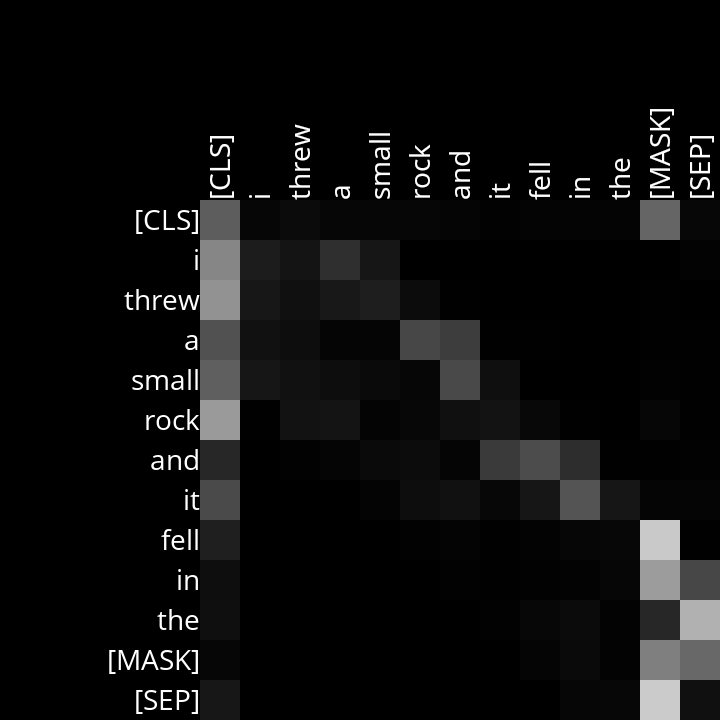 [CLS] i threw a small rock and it fell in the [MASK] [SEP]
[CLS]
i
threw
a
small
rock
and
it
fell
in
the
[MASK]
[SEP]